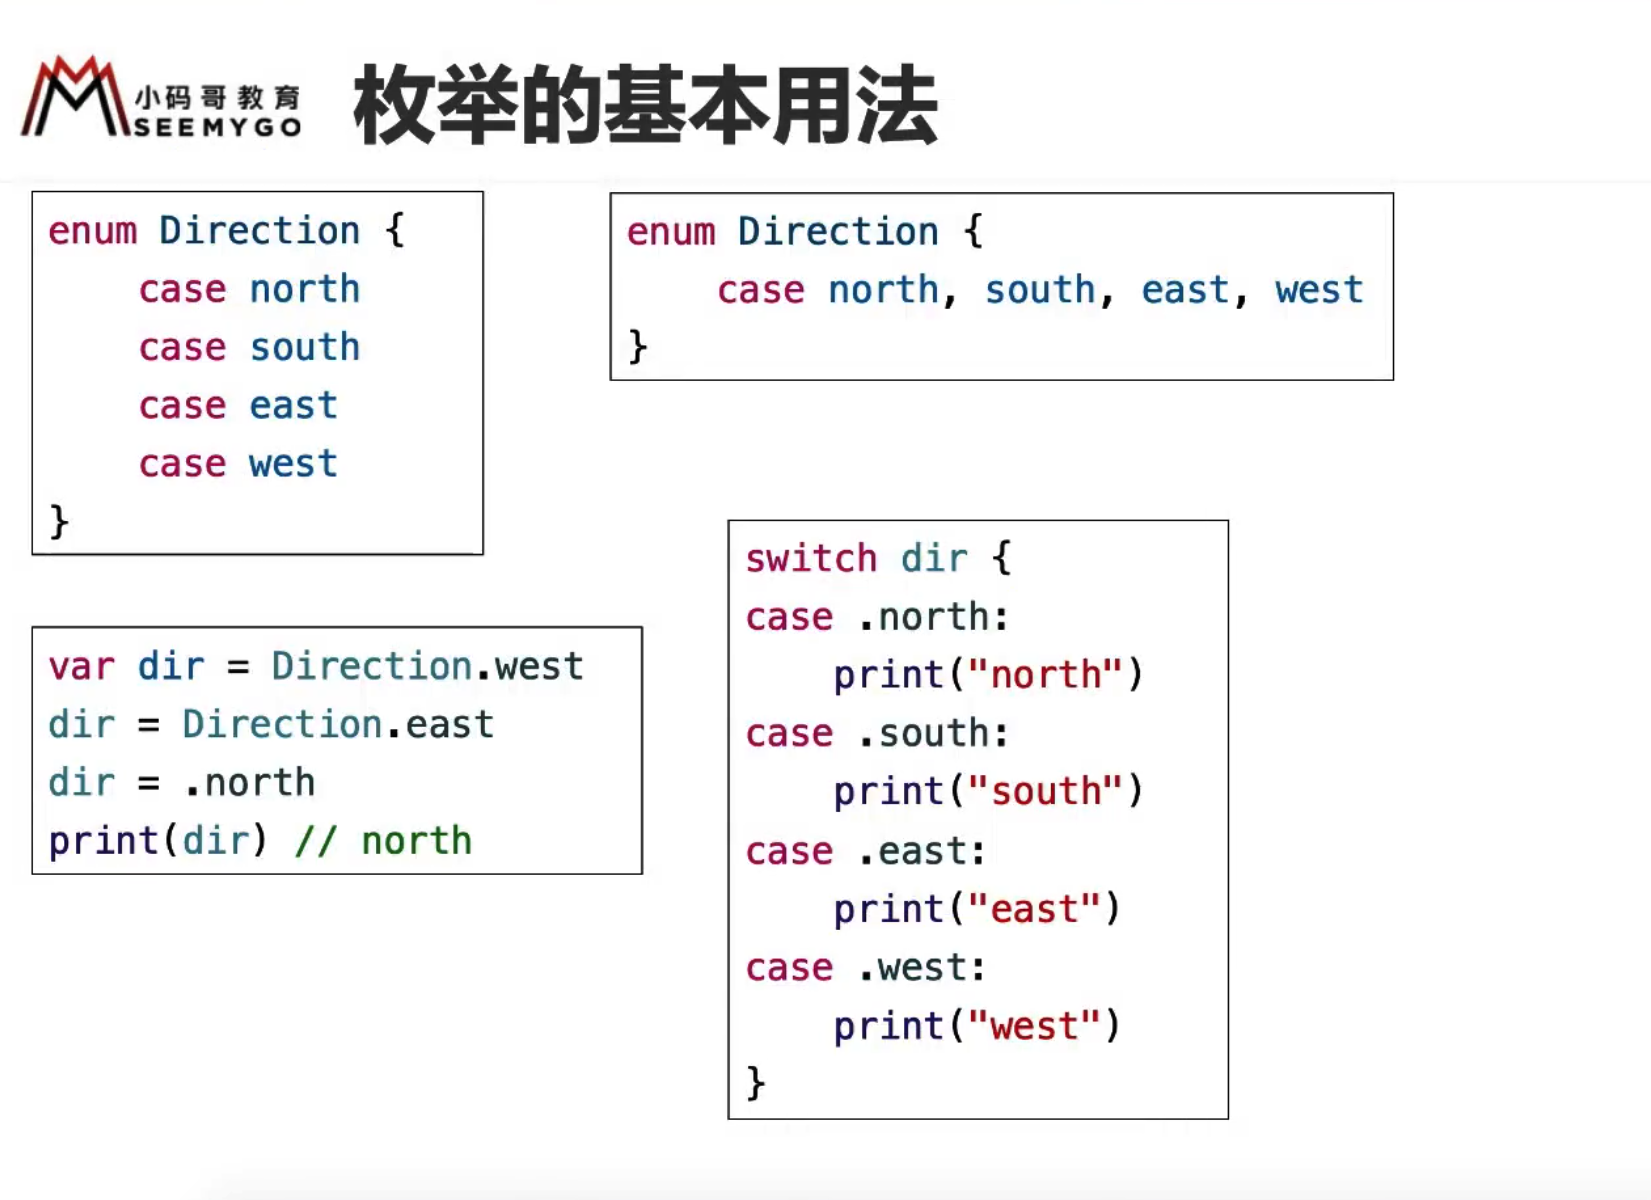 小码哥教育
SEEMYGO
枚举的基本用法
enum Direction {
    case north
    case south
    case east
    case west
}
enum Direction {
    case north, south, east, west
}
var dir = Direction.west
dir = Direction.east
dir = .north
print(dir) // north
switch dir {
case .north:
    print("north")
case .south:
    print("south")
case .east:
    print("east")
case .west:
    print("west")
}